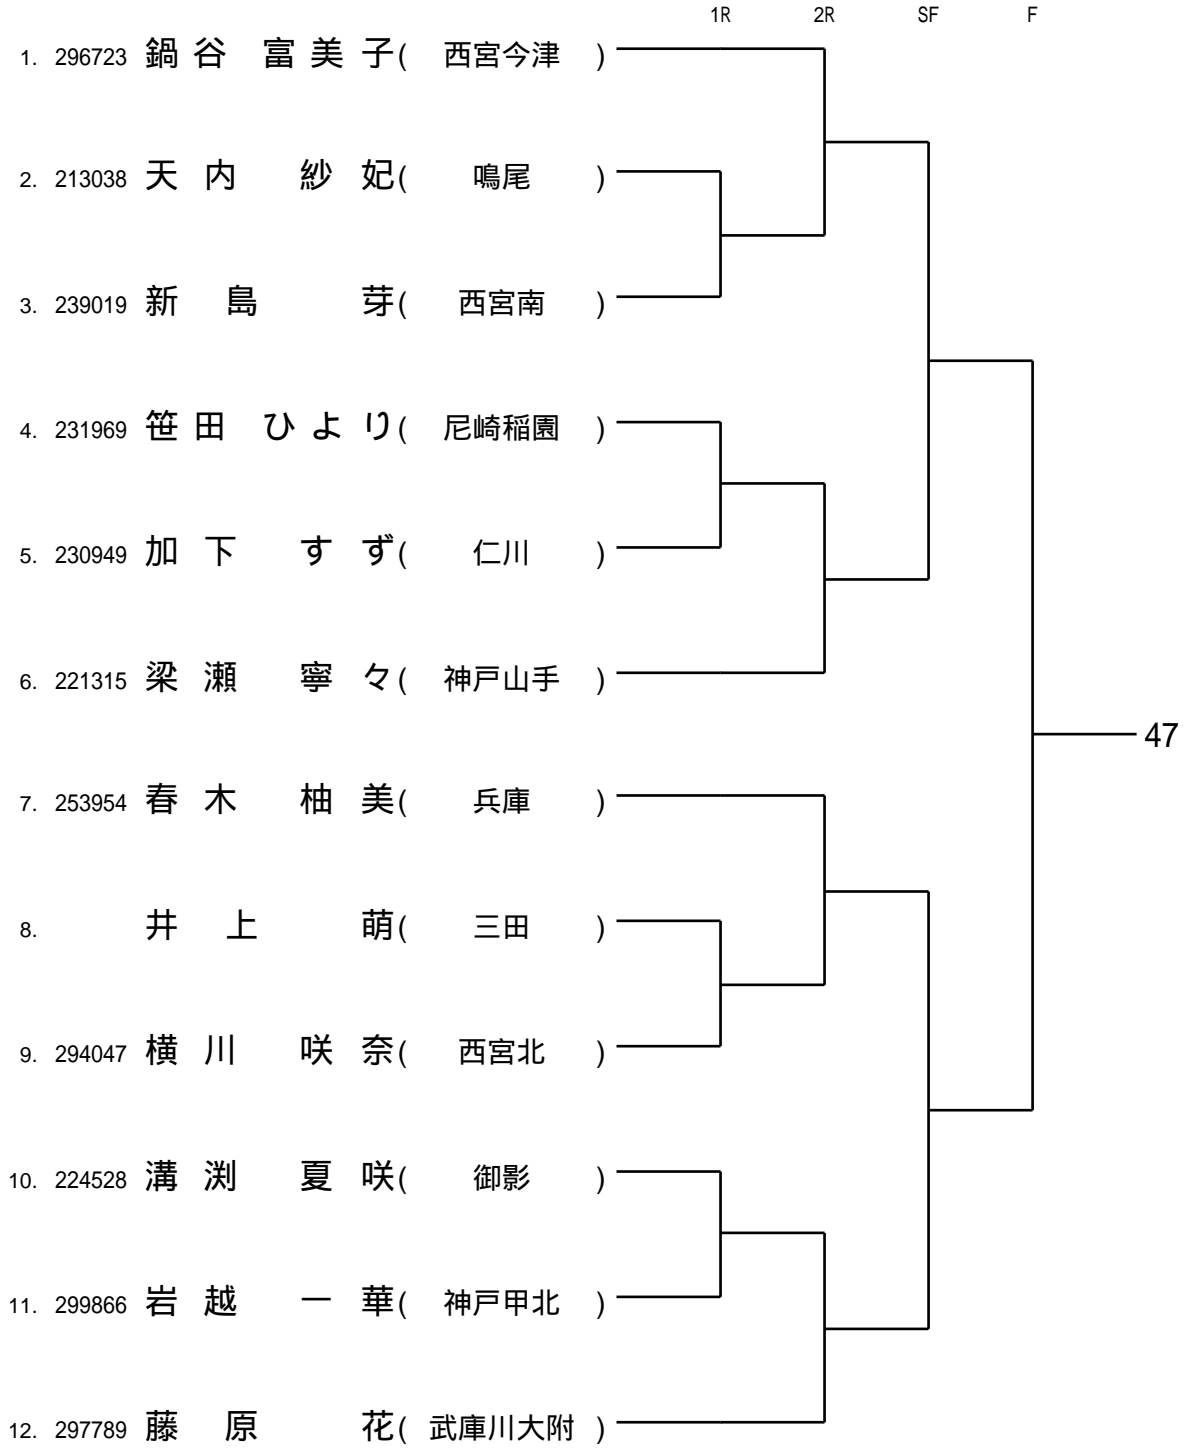 1R 2R SF F
1. 296723 鍋谷 富美子( 西宮今津 )
2. 213038 天内 紗妃( 鳴尾 )
3. 239019 新島 芽( 西宮南 )
4. 231969 笹田 ひより( 尼崎稲園 )
5. 230949 加下 すず( 仁川 )
6. 221315 梁瀬 寧々( 神戸山手 )
47
7. 253954 春木 柚美( 兵庫 )
8. 井上 萌( 三田 )
9. 294047 横川 咲奈( 西宮北 )
10. 224528 溝渕 夏咲( 御影 )
11. 299866 岩越 一華( 神戸甲北 )
12. 297789 藤原 花( 武庫川大附 )